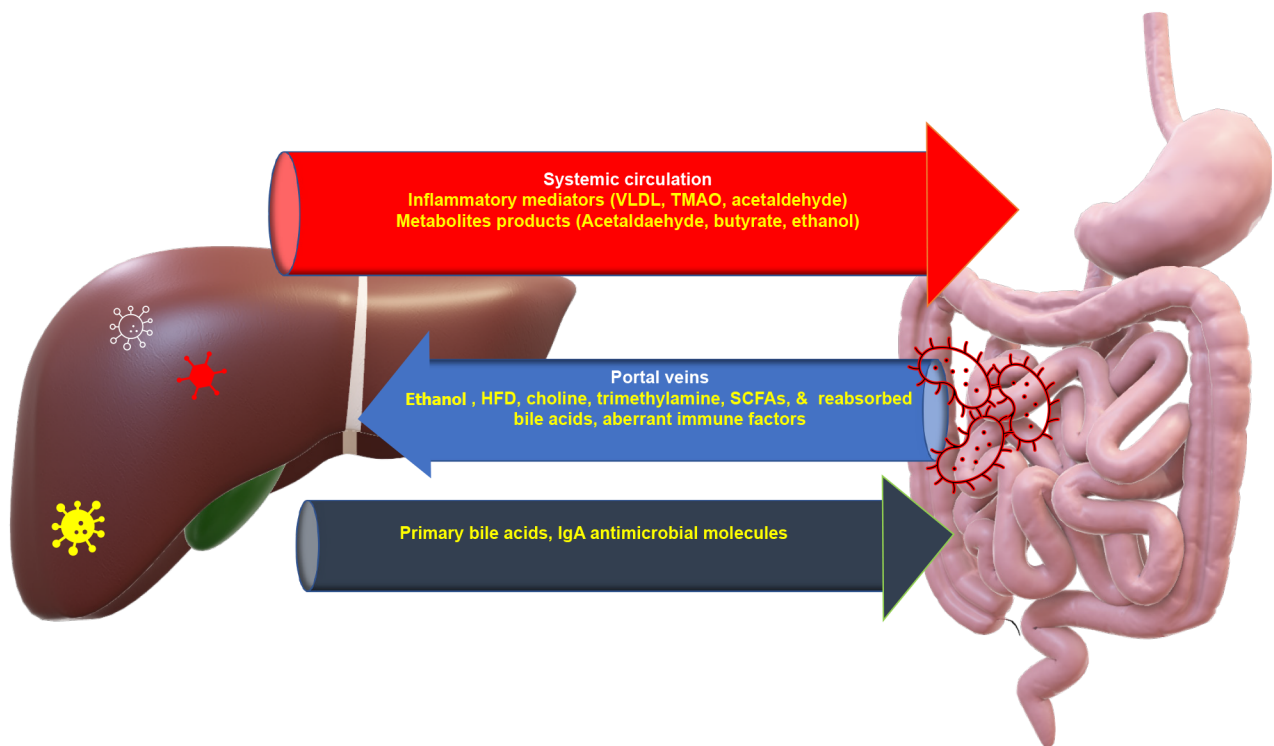 Systemic circulation
Inflammatory mediators (VLDL, TMAO, acetaldehyde)
Metabolites products (Acetaldaehyde, butyrate, ethanol)
Portal veins
Ethanol , HFD, choline, trimethylamine, SCFAs, & reabsorbed
bile acids, aberrant immune factors
Primary bile acids, IgA antimicrobial molecules